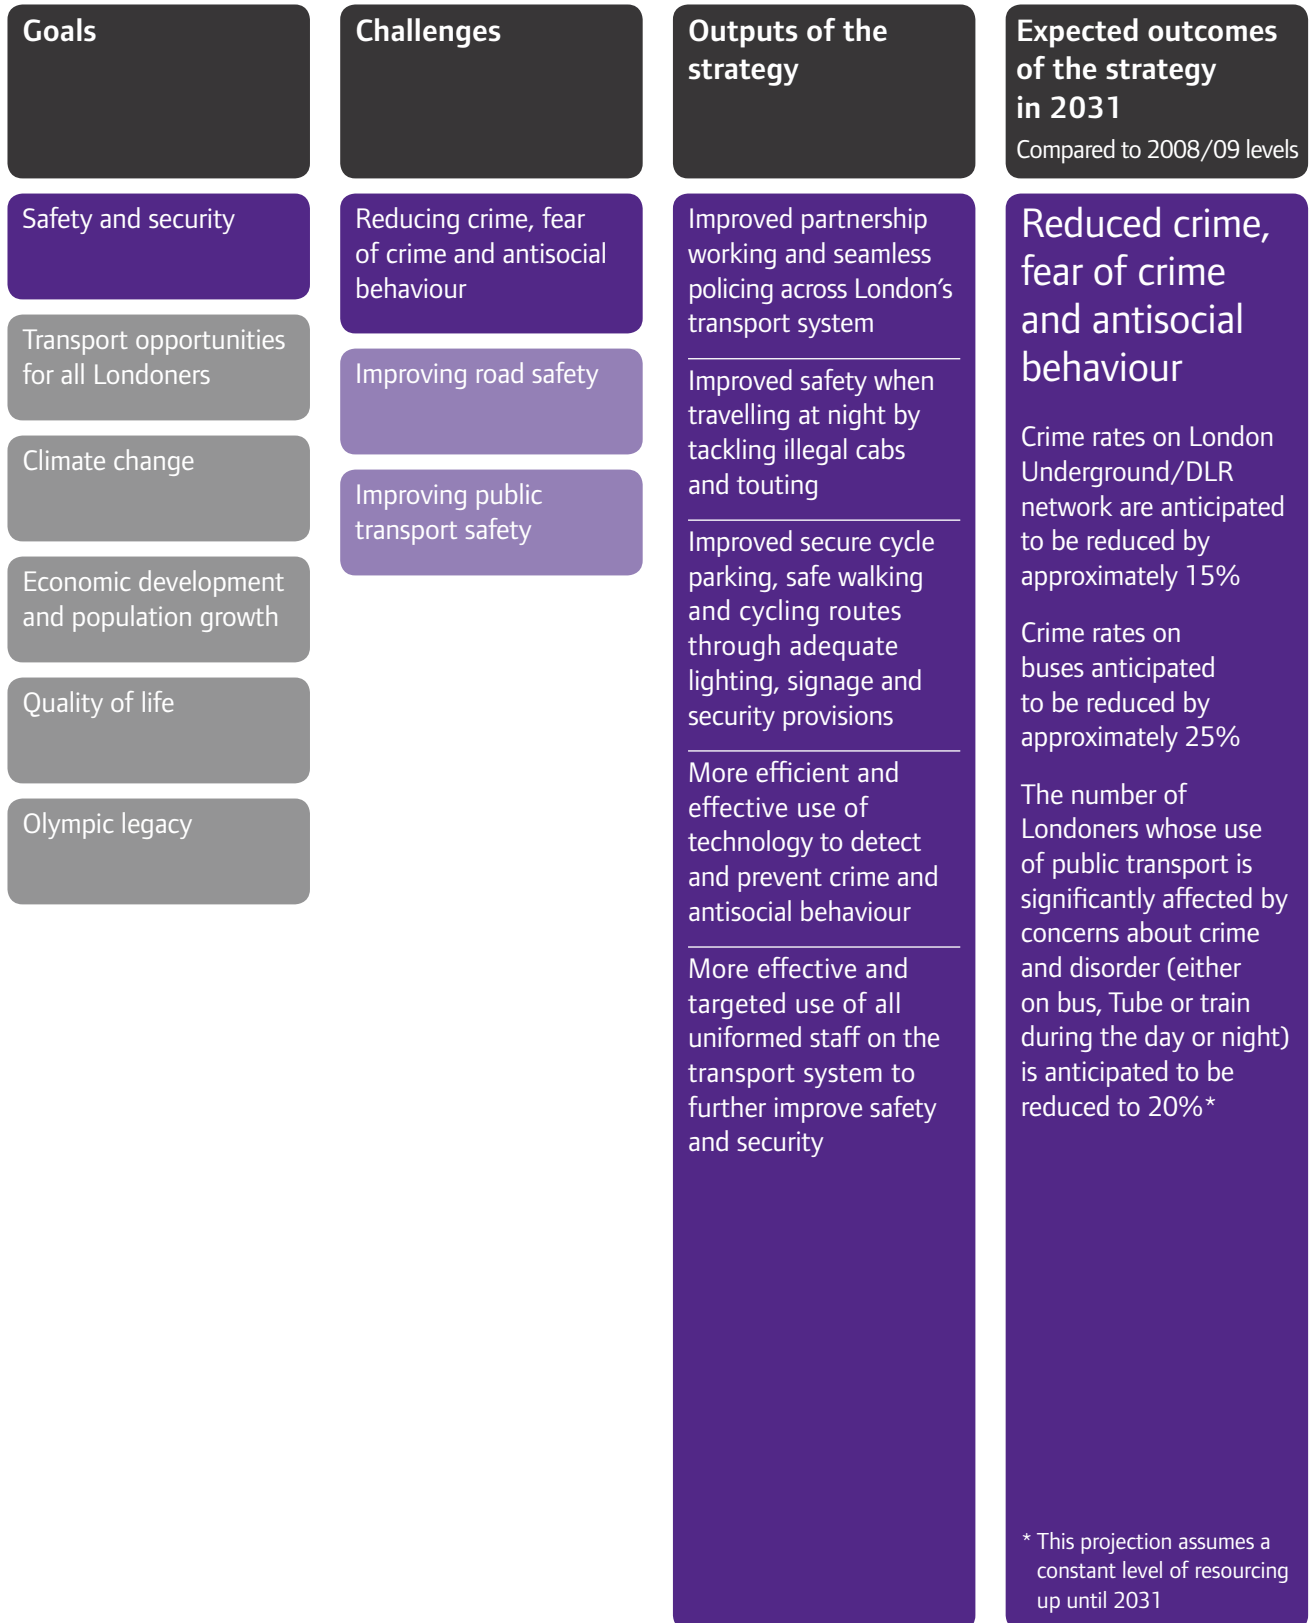 Goals
Safety and security
Transport opportunities
for all Londoners
Climate change
Economic development
and population growth
Quality of life
Olympic legacy
Challenges
Reducing crime, fear
of crime and antisocial
behaviour
Improving road safety
Improving public
transport safety
Outputs of the
strategy
Improved partnership
working and seamless
policing across London’s
transport system
Improved safety when
travelling at night by
tackling illegal cabs
and touting
Improved secure cycle
parking, safe walking
and cycling routes
through adequate
lighting, signage and
security provisions
More efficient and
effective use of
technology to detect
and prevent crime and
antisocial behaviour
More effective and
targeted use of all
uniformed staff on the
transport system to
further improve safety
and security
Expected outcomes
of the strategy
in 2031
Compared to 2008/09 levels
Reduced crime,
fear of crime
and antisocial
behaviour
Crime rates on London
Underground/DLR
network are anticipated
to be reduced by
approximately 15%
Crime rates on
buses anticipated
to be reduced by
approximately 25%
The number of
Londoners whose use
of public transport is
significantly affected by
concerns about crime
and disorder (either
on bus, Tube or train
during the day or night)
is anticipated to be
reduced to 20%*
* This projection assumes a
constant level of resourcing
up until 2031